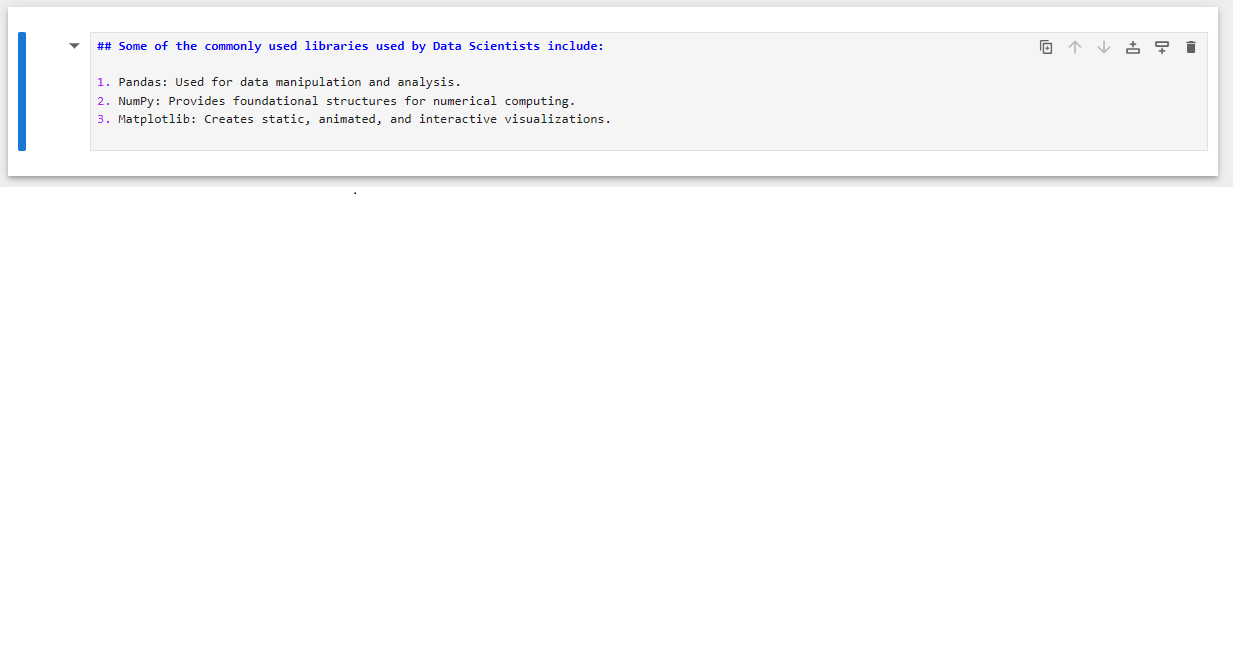 ## Some of the commonly used libraries used by Data Scientists include:
1. Pandas: Used for data manipulation and analysis.
2. NumPy: Provides foundational structures for numerical computing.
3. Matplotlib: Creates static, animated, and interactive visualizations.